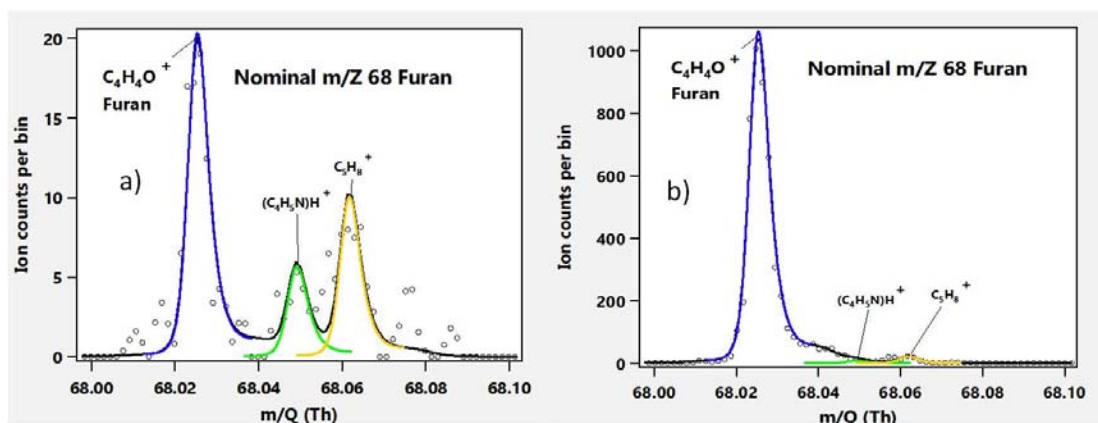 20
15
10
5
0
Ion counts per bin
C₄H₄O⁺
Furan
Nominal m/Z 68 Furan
a)
(C₄H₅N)H⁺
C₅H₈⁺
68.00 68.02 68.04 68.06 68.08 68.10
m/Q (Th)
1000
800
600
400
200
0
Ion counts per bin
C₄H₄O⁺
Furan
Nominal m/Z 68 Furan
b)
(C₄H₅N)H⁺
C₅H₈⁺
68.00 68.02 68.04 68.06 68.08 68.10
m/Q (Th)